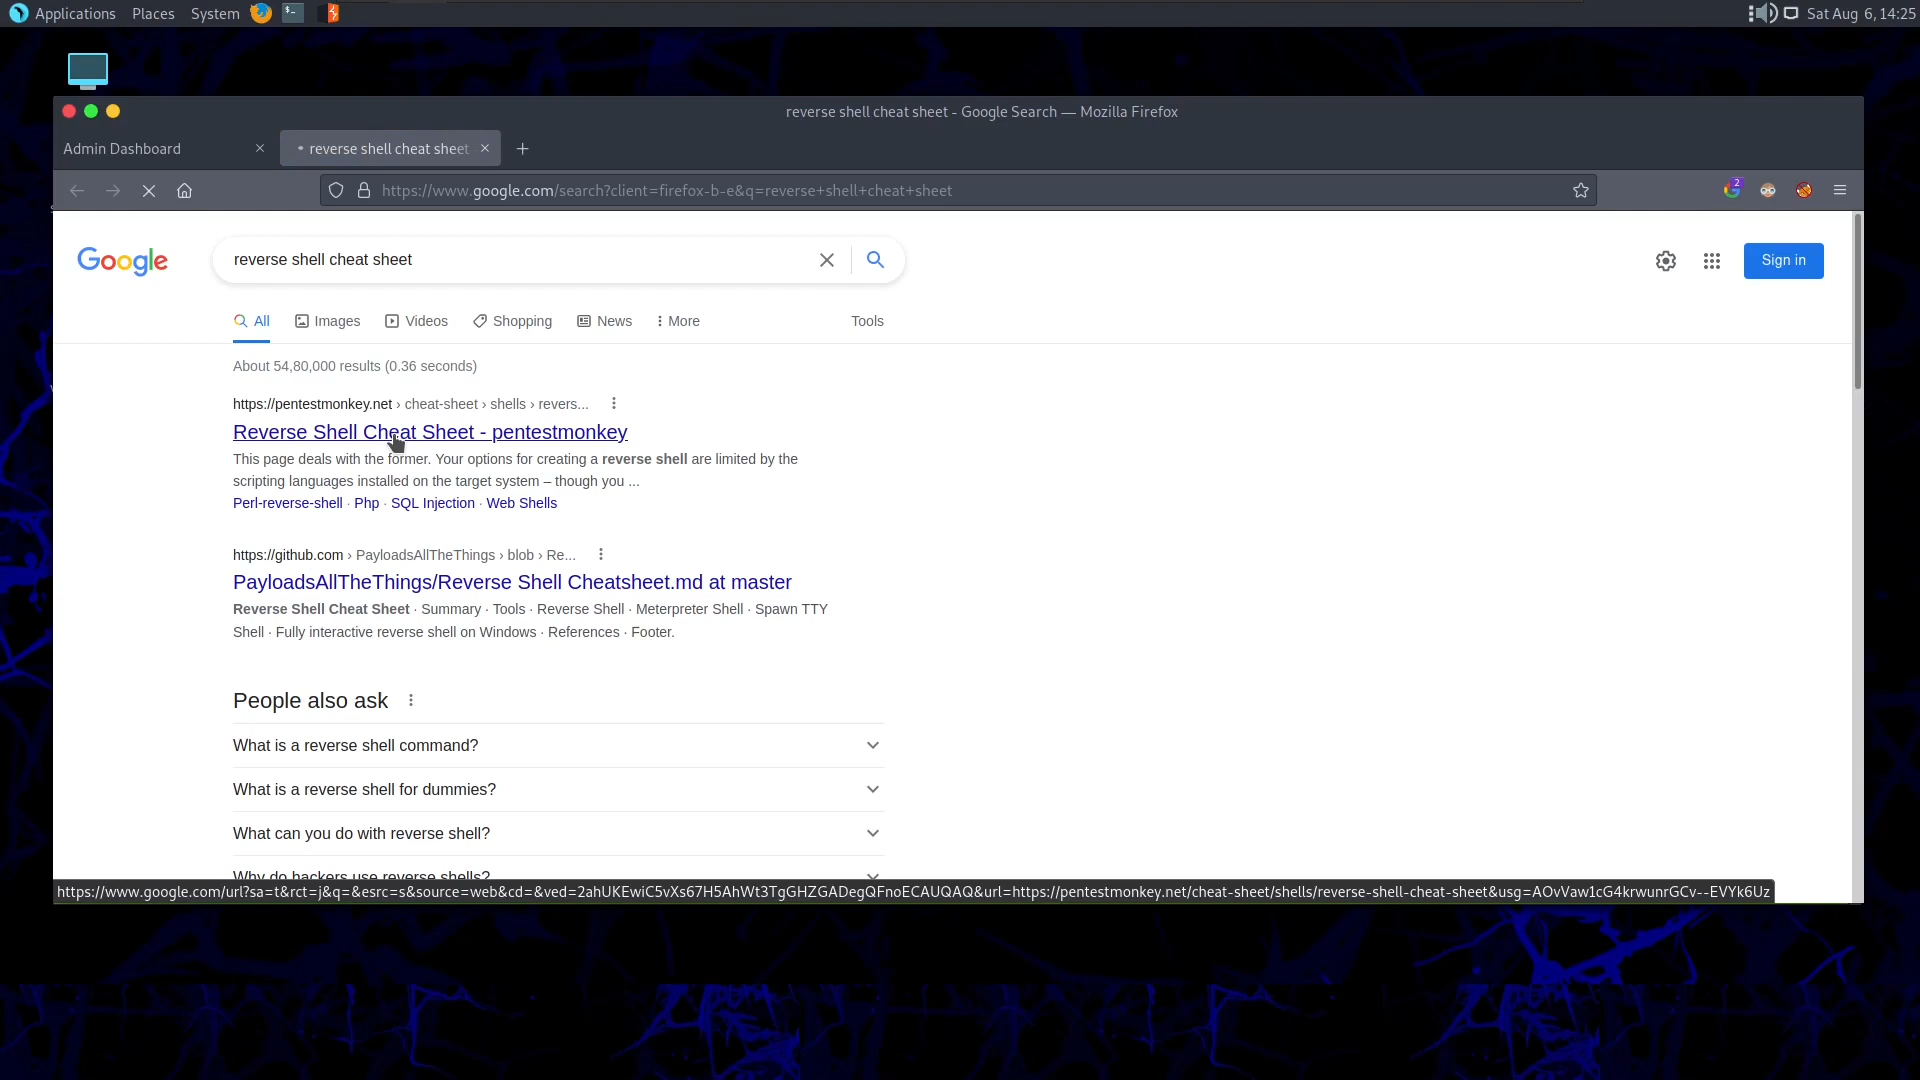 Applications Places System Sat Aug 6, 14:25
reverse shell cheat sheet - Google Search — Mozilla Firefox
Admin Dashboard reverse shell cheat sheet
https://www.google.com/search?client=firefox-b-e&q=reverse+shell+cheat+sheet 2
Google reverse shell cheat sheet Sign in
All Images Videos Shopping News More Tools
About 54,80,000 results (0.36 seconds)
https://pentestmonkey.net › cheat-sheet › shells › revers...
Reverse Shell Cheat Sheet - pentestmonkey
This page deals with the former. Your options for creating a reverse shell are limited by the
scripting languages installed on the target system – though you ...
Perl-reverse-shell · Php · SQL Injection · Web Shells
https://github.com › PayloadsAllTheThings › blob › Re...
PayloadsAllTheThings/Reverse Shell Cheatsheet.md at master
Reverse Shell Cheat Sheet · Summary · Tools · Reverse Shell · Meterpreter Shell · Spawn TTY
Shell · Fully interactive reverse shell on Windows · References · Footer.
People also ask
What is a reverse shell command?
What is a reverse shell for dummies?
What can you do with reverse shell?
Why do hackers use reverse shells?
https://www.google.com/url?sa=t&rct=j&q=&esrc=s&source=web&cd=&ved=2ahUKEwiC5vXs67H5AhWt3TgGHZGADegQFnoECAUQAQ&url=https://pentestmonkey.net/cheat-sheet/shells/reverse-shell-cheat-sheet&usg=AOvVaw1cG4krwunrGCv--EVYk6Uz